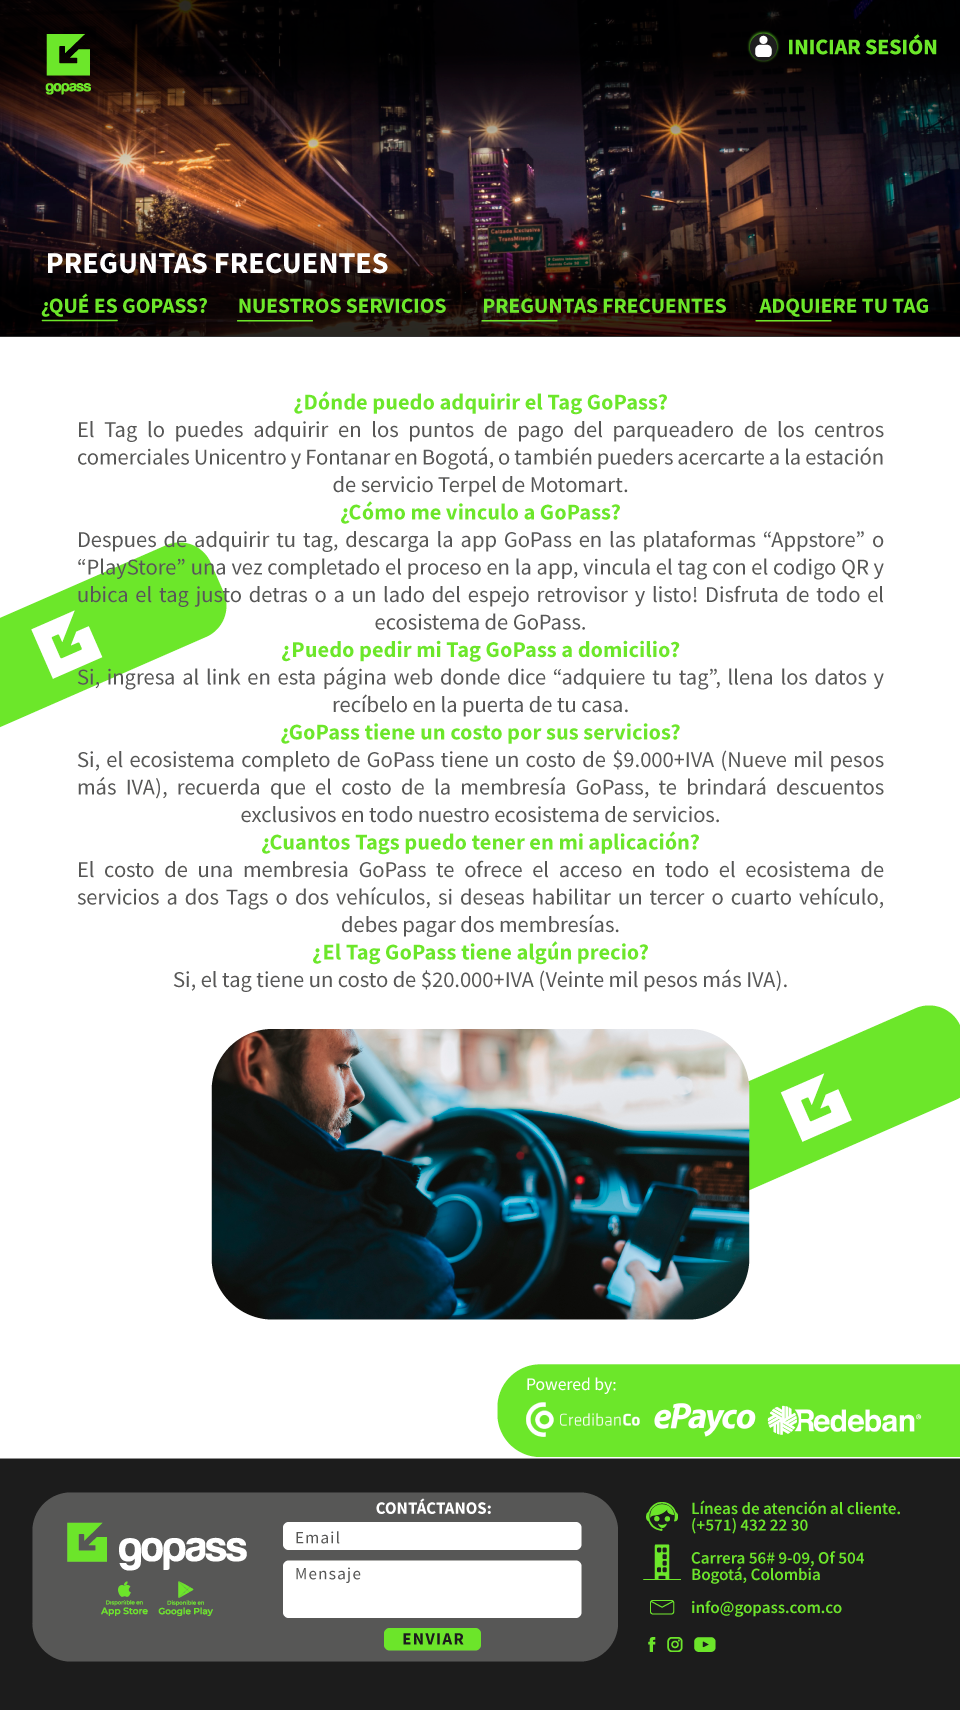 gopass
INICIAR SESIÓN
Calzada Exclusiva
TransMilenio
PREGUNTAS FRECUENTES
¿QUÉ ES GOPASS? NUESTROS SERVICIOS PREGUNTAS FRECUENTES ADQUIERE TU TAG
¿Dónde puedo adquirir el Tag GoPass?
El Tag lo puedes adquirir en los puntos de pago del parqueadero de los centros
comerciales Unicentro y Fontanar en Bogotá, o también pueders acercarte a la estación
de servicio Terpel de Motomart.
¿Cómo me vinculo a GoPass?
Despues de adquirir tu tag, descarga la app GoPass en las plataformas “Appstore” o
“PlayStore” una vez completado el proceso en la app, vincula el tag con el codigo QR y
ubica el tag justo detras o a un lado del espejo retrovisor y listo! Disfruta de todo el
ecosistema de GoPass.
¿Puedo pedir mi Tag GoPass a domicilio?
Si, ingresa al link en esta página web donde dice “adquiere tu tag”, llena los datos y
recíbelo en la puerta de tu casa.
¿GoPass tiene un costo por sus servicios?
Si, el ecosistema completo de GoPass tiene un costo de $9.000+IVA (Nueve mil pesos
más IVA), recuerda que el costo de la membresía GoPass, te brindará descuentos
exclusivos en todo nuestro ecosistema de servicios.
¿Cuantos Tags puedo tener en mi aplicación?
El costo de una membresia GoPass te ofrece el acceso en todo el ecosistema de
servicios a dos Tags o dos vehículos, si deseas habilitar un tercer o cuarto vehículo,
debes pagar dos membresías.
¿El Tag GoPass tiene algún precio?
Si, el tag tiene un costo de $20.000+IVA (Veinte mil pesos más IVA).
Powered by:
CredibanCo ePayco Redeban
CONTÁCTANOS:
gopass
Disponible en
App Store
Disponible en
Google Play
Email
Mensaje
ENVIAR
Líneas de atención al cliente.
(+571) 432 22 30
Carrera 56# 9-09, Of 504
Bogotá, Colombia
info@gopass.com.co